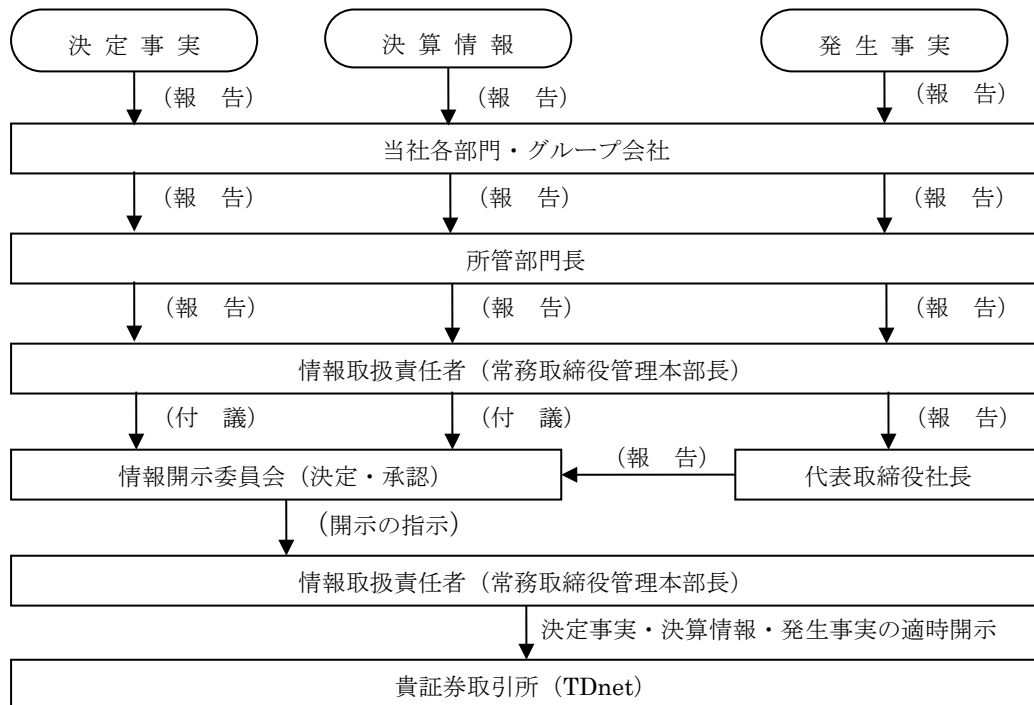 決 定 事 実　決 算 情 報　発 生 事 実
（報　告）　（報　告）　（報　告）
当社各部門・グループ会社
（報　告）　（報　告）　（報　告）
所管部門長
（報　告）　（報　告）　（報　告）
情報取扱責任者（常務取締役管理本部長）
（付　議）　（付　議）　（報　告）
情報開示委員会（決定・承認）　（報　告）　代表取締役社長
（開示の指示）
情報取扱責任者（常務取締役管理本部長）
決定事実・決算情報・発生事実の適時開示
貴証券取引所（TDnet）